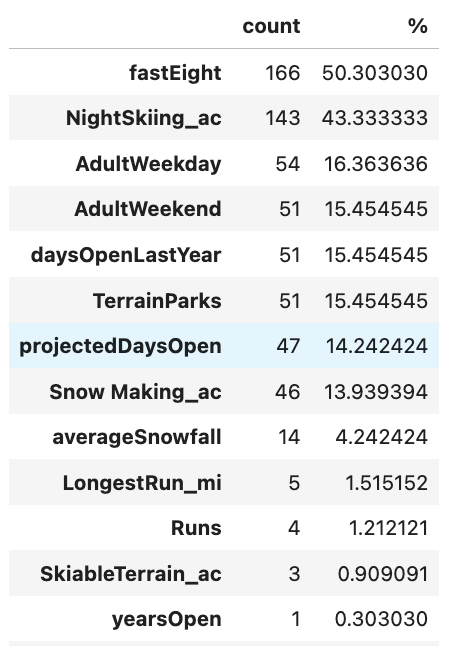 count %
fastEight 166 50.303030
NightSkiing_ac 143 43.333333
AdultWeekday 54 16.363636
AdultWeekend 51 15.454545
daysOpenLastYear 51 15.454545
TerrainParks 51 15.454545
projectedDaysOpen 47 14.242424
Snow Making_ac 46 13.939394
averageSnowfall 14 4.242424
LongestRun_mi 5 1.515152
Runs 4 1.212121
SkiableTerrain_ac 3 0.909091
yearsOpen 1 0.303030